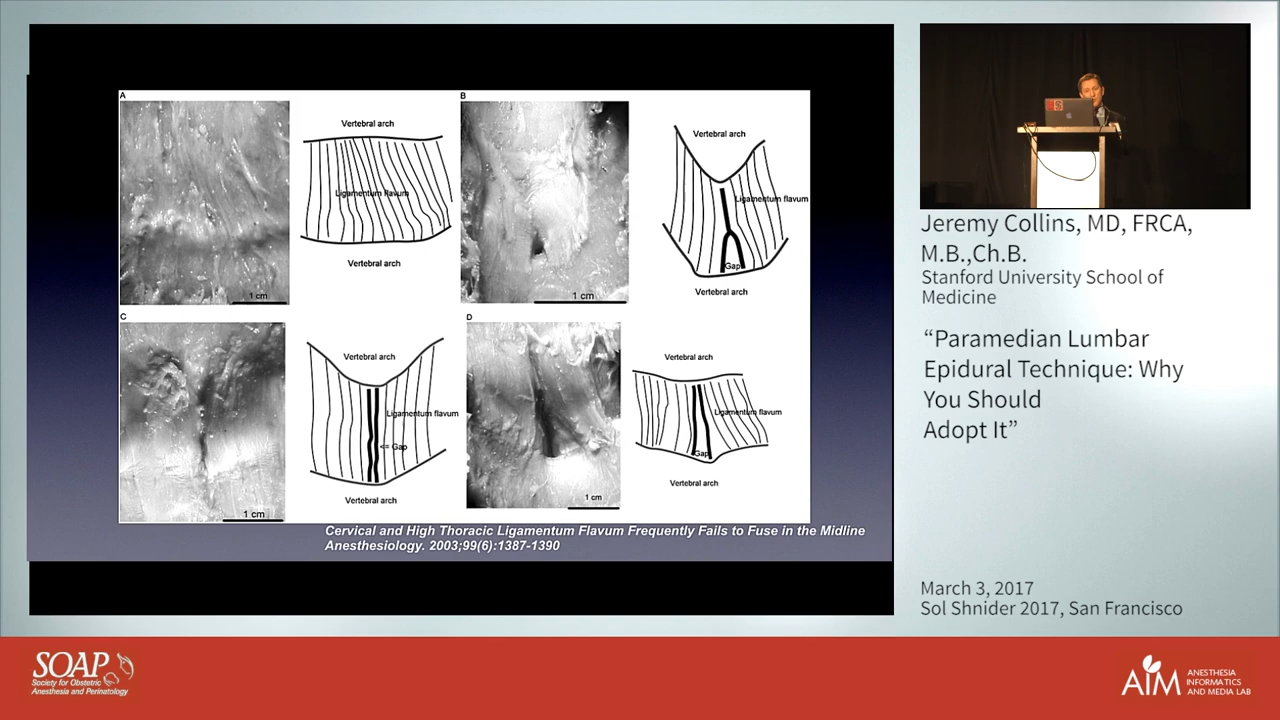 A
Vertebral arch
Ligamentum flavum
Vertebral arch
1 cm
B
Vertebral arch
Ligamentum flavum
Gap
Vertebral arch
1 cm
C
Vertebral arch
Ligamentum flavum
<= Gap
Vertebral arch
1 cm
D
Vertebral arch
Ligamentum flavum
Gap
Vertebral arch
1 cm
Cervical and High Thoracic Ligamentum Flavum Frequently Fails to Fuse in the Midline
Anesthesiology. 2003;99(6):1387-1390
Jeremy Collins, MD, FRCA,
M.B.,Ch.B.
Stanford University School of
Medicine
“Paramedian Lumbar
Epidural Technique: Why
You Should
Adopt It”
March 3, 2017
Sol Shnider 2017, San Francisco
SOAP
Society for Obstetric
Anesthesia and Perinatology
AIM
ANESTHESIA
INFORMATICS
AND MEDIA LAB